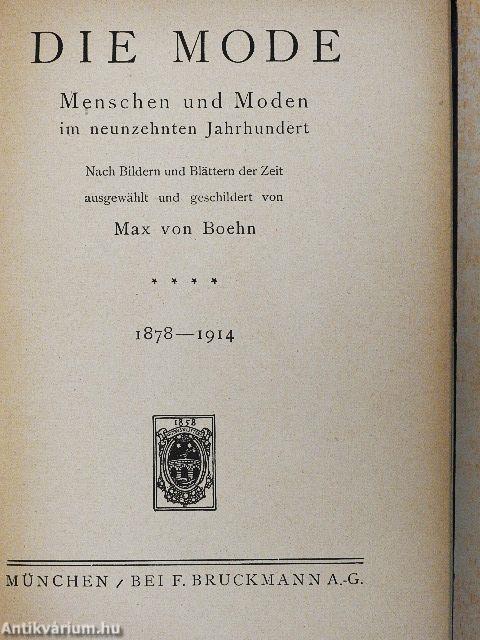 DIE MODE
Menschen und Moden
im neunzehnten Jahrhundert
Nach Bildern und Blättern der Zeit
ausgewählt und geschildert von
Max von Boehn
* * * *
1878—1914
1858
MÜNCHEN / BEI F. BRUCKMANN A.-G.
Antikvárium.hu